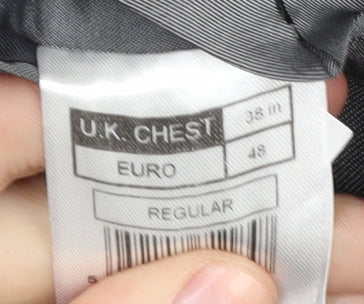 U.K. CHEST 38 in
EURO 48
REGULAR